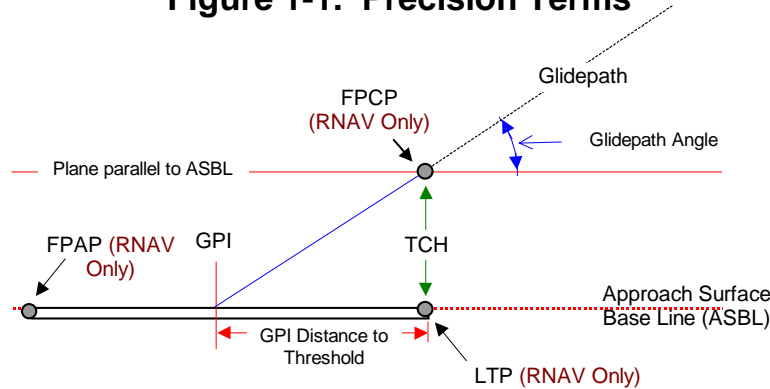 Figure 1-1. Precision Terms
Glidepath
FPCP
(RNAV Only)
Glidepath Angle
Plane parallel to ASBL
FPAP (RNAV
Only)
GPI
TCH
Approach Surface
Base Line (ASBL)
GPI Distance to
Threshold
LTP (RNAV Only)